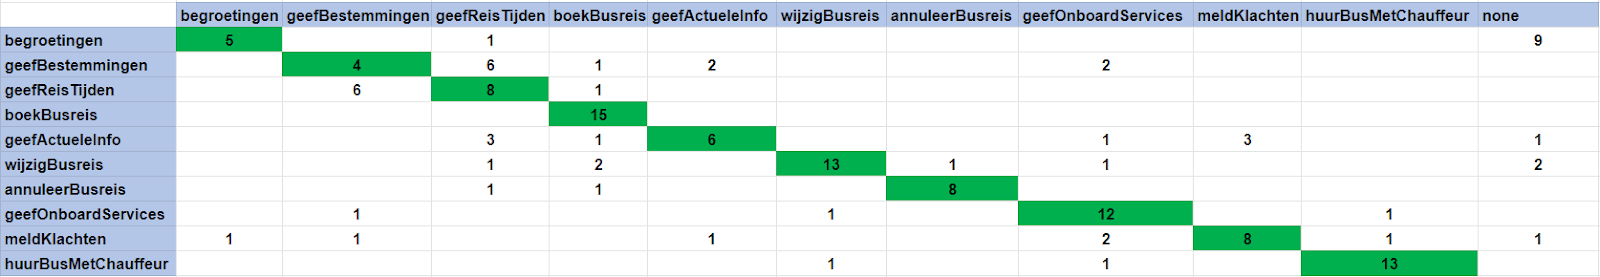 begroetingen geefBestemmingen geefReisTijden boekBusreis geefActueleInfo wijzigBusreis annuleerBusreis geefOnboardServices meldKlachten huurBusMetChauffeur none
begroetingen 5 1 9
geefBestemmingen 4 6 1 2 2
geefReisTijden 6 8 1
boekBusreis 15
geefActueleInfo 3 1 6 1 3 1
wijzigBusreis 1 2 13 1 1 2
annuleerBusreis 1 1 8
geefOnboardServices 1 1 12 1
meldKlachten 1 1 1 2 8 1 1
huurBusMetChauffeur 1 1 13